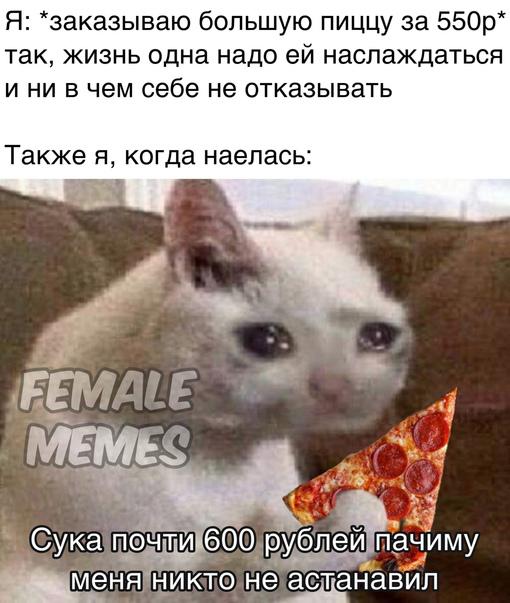 Я: *заказываю большую пиццу за 550р*
так, жизнь одна надо ей наслаждаться
и ни в чем себе не отказывать
Также я, когда наелась:
FEMALE
MEMES
Сука почти 600 рублей пачиму
меня никто не астанавил